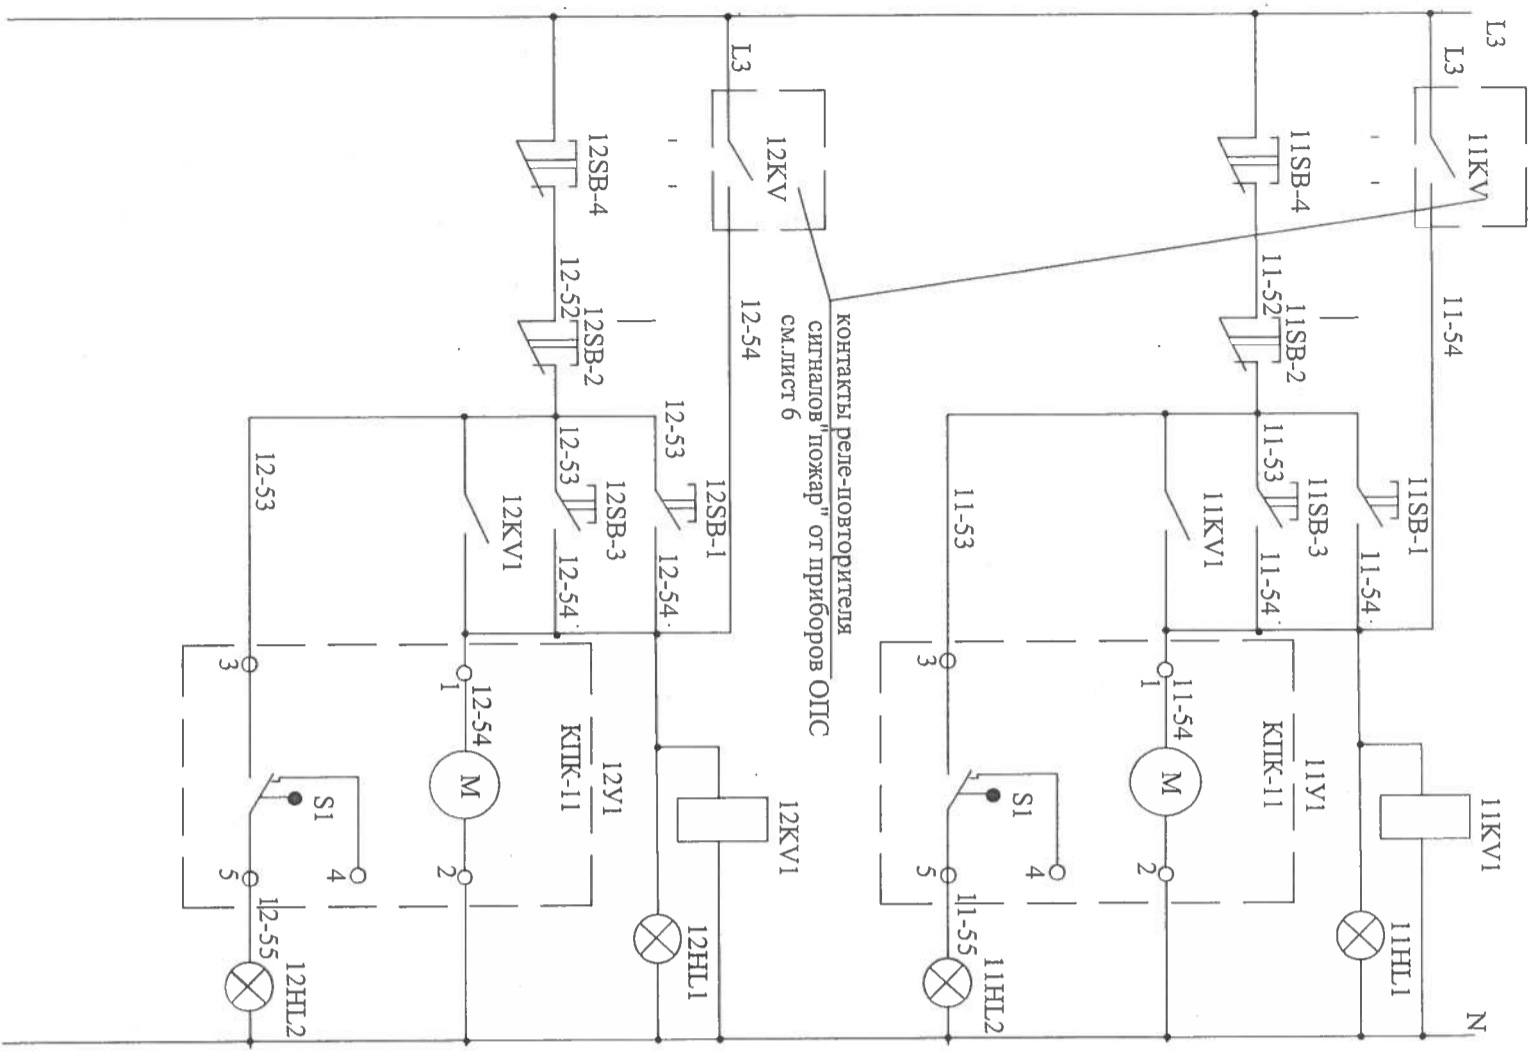 L3
L3
11KV
11-54
11SB-4
11-52
11SB-2
11-53
11SB-3
11-54
11SB-1
11-54
11KV1
11-53
3
1
11-54
М
2
КПК-11
11У1
S1
4
5
11-55
11HL2
11KV1
11HL1
N
L3
12KV
12-54
контакты реле-повторителя
сигналов"пожар" от приборов ОПС
см.лист 6
12SB-4
12-52
12SB-2
12-53
12SB-1
12-54
12-53
12SB-3
12-54
12KV1
12-53
3
1
12-54
М
2
КПК-11
12У1
S1
4
5
12-55
12HL2
12KV1
12HL1